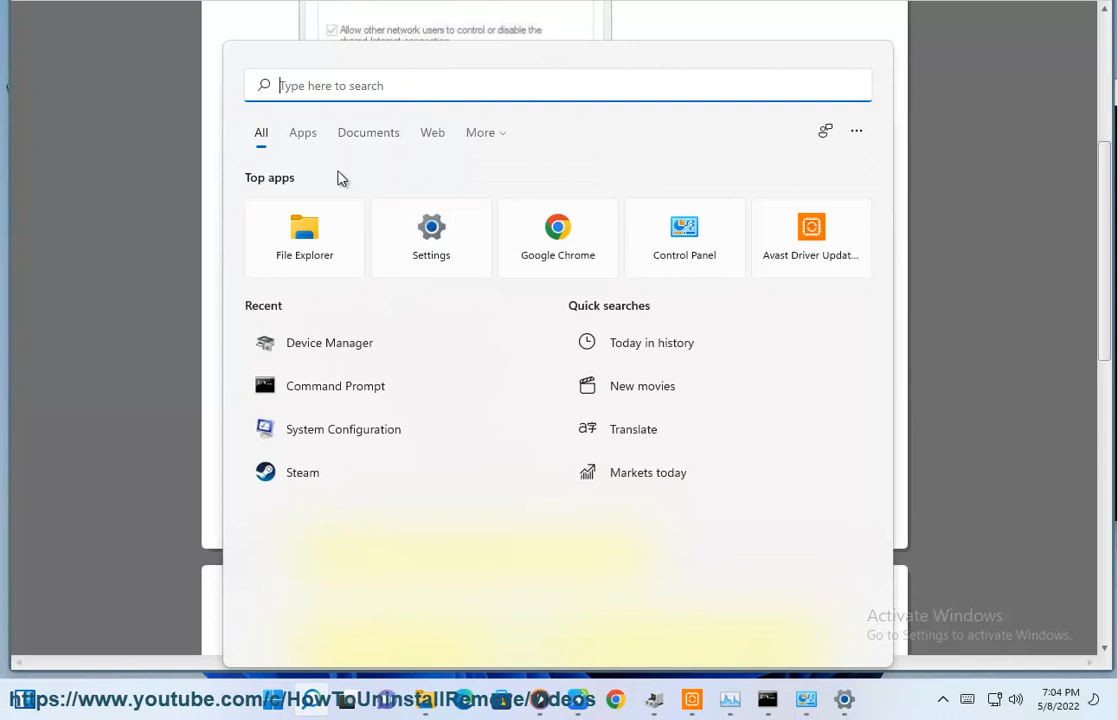 Allow other network users to control or disable the
Type here to search
All Apps Documents Web More
Top apps
File Explorer
Settings
Google Chrome
Control Panel
Avast Driver Updat...
Recent
Quick searches
Device Manager
Today in history
Command Prompt
New movies
System Configuration
Translate
Steam
Markets today
Activate Windows
Go to Settings to activate Windows.
https://www.youtube.com/c/HowToUninstallRemove/videos
7:04 PM
5/8/2022